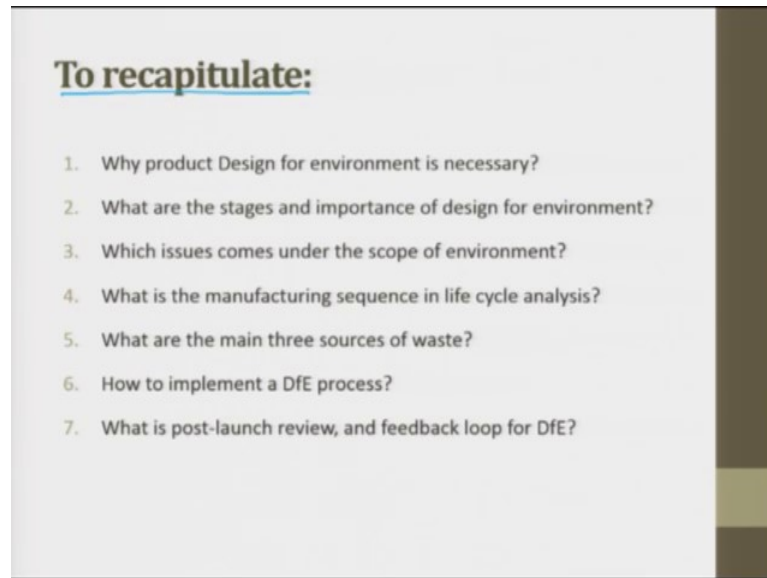 To recapitulate:
1. Why product Design for environment is necessary?
2. What are the stages and importance of design for environment?
3. Which issues comes under the scope of environment?
4. What is the manufacturing sequence in life cycle analysis?
5. What are the main three sources of waste?
6. How to implement a DfE process?
7. What is post-launch review, and feedback loop for DfE?